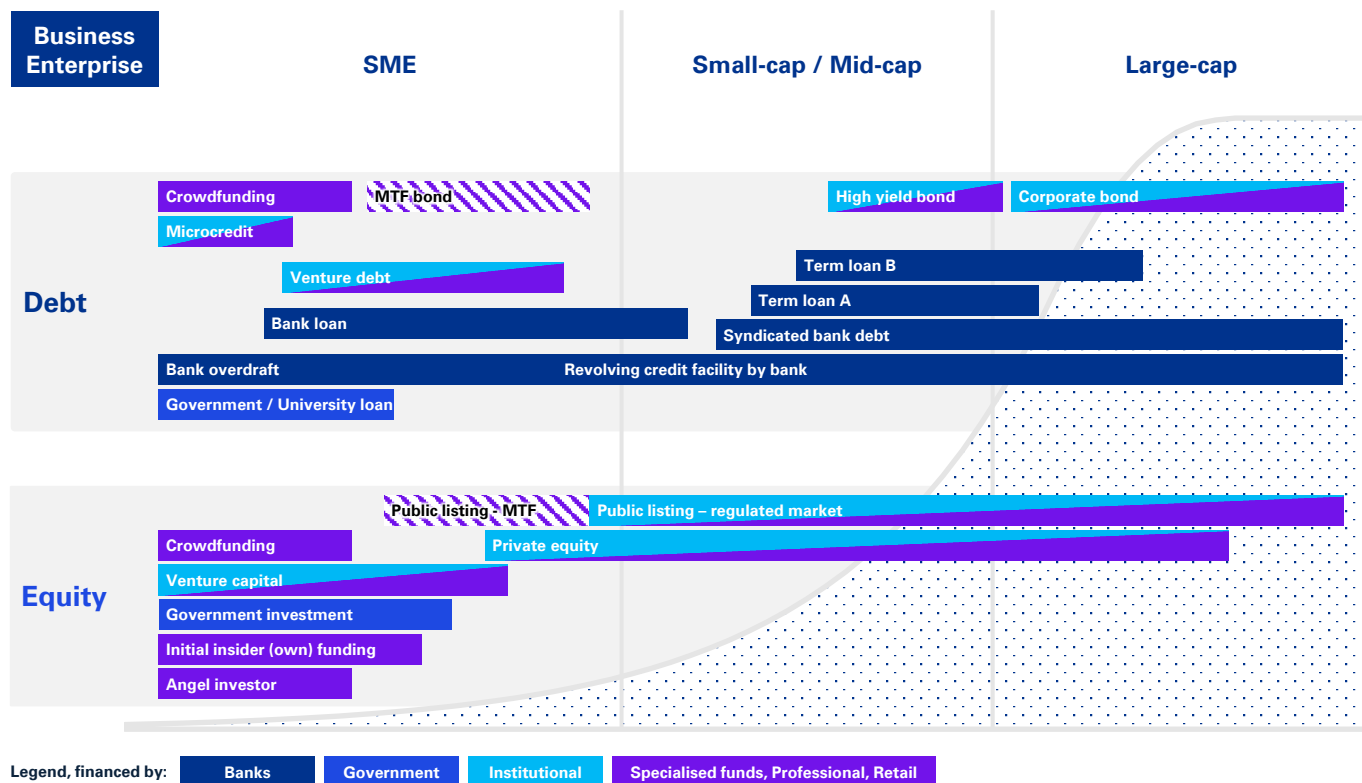 Business
Enterprise
SME
Small-cap / Mid-cap
Large-cap
Debt
Crowdfunding
MTF bond
High yield bond
Corporate bond
Microcredit
Term loan B
Venture debt
Term loan A
Bank loan
Syndicated bank debt
Bank overdraft
Revolving credit facility by bank
Government / University loan
Equity
Public listing - MTF
Public listing – regulated market
Crowdfunding
Private equity
Venture capital
Government investment
Initial insider (own) funding
Angel investor
Legend, financed by:
Banks
Government
Institutional
Specialised funds, Professional, Retail